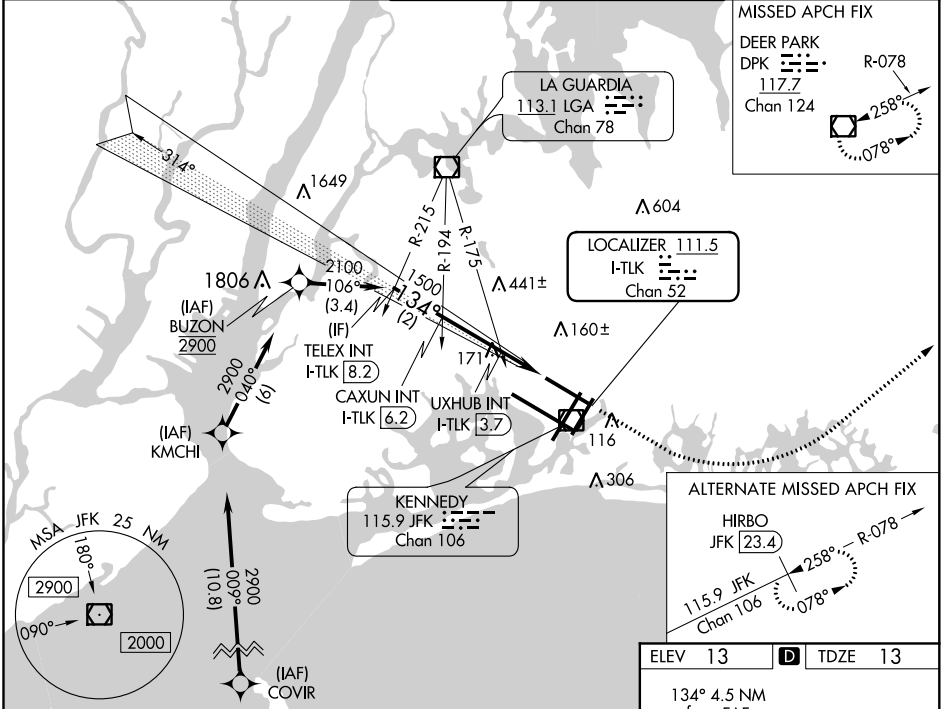 MISSED APCH FIX
DEER PARK
DPK
117.7
Chan 124
R-078
258°
078°
LA GUARDIA
113.1 LGA
Chan 78
314°
1649
604
R-215
R-194
R-175
LOCALIZER 111.5
I-TLK
Chan 52
1806
2100
106°
(3.4)
1500
134°
(2)
441±
160±
(IAF)
BUZON
2900
(IF)
TELEX INT
I-TLK 8.2
171
CAXUN INT
I-TLK 6.2
UXHUB INT
I-TLK 3.7
2900
040°
(6)
(IAF)
KMCHI
116
306
KENNEDY
115.9 JFK
Chan 106
ALTERNATE MISSED APCH FIX
HIRBO
JFK 23.4
R-078
258°
078°
115.9 JFK
Chan 106
MSA JFK 25 NM
180°
2900
090°
2000
2900
009°
(10.8)
(IAF)
COVIR
ELEV 13 D TDZE 13
134° 4.5 NM